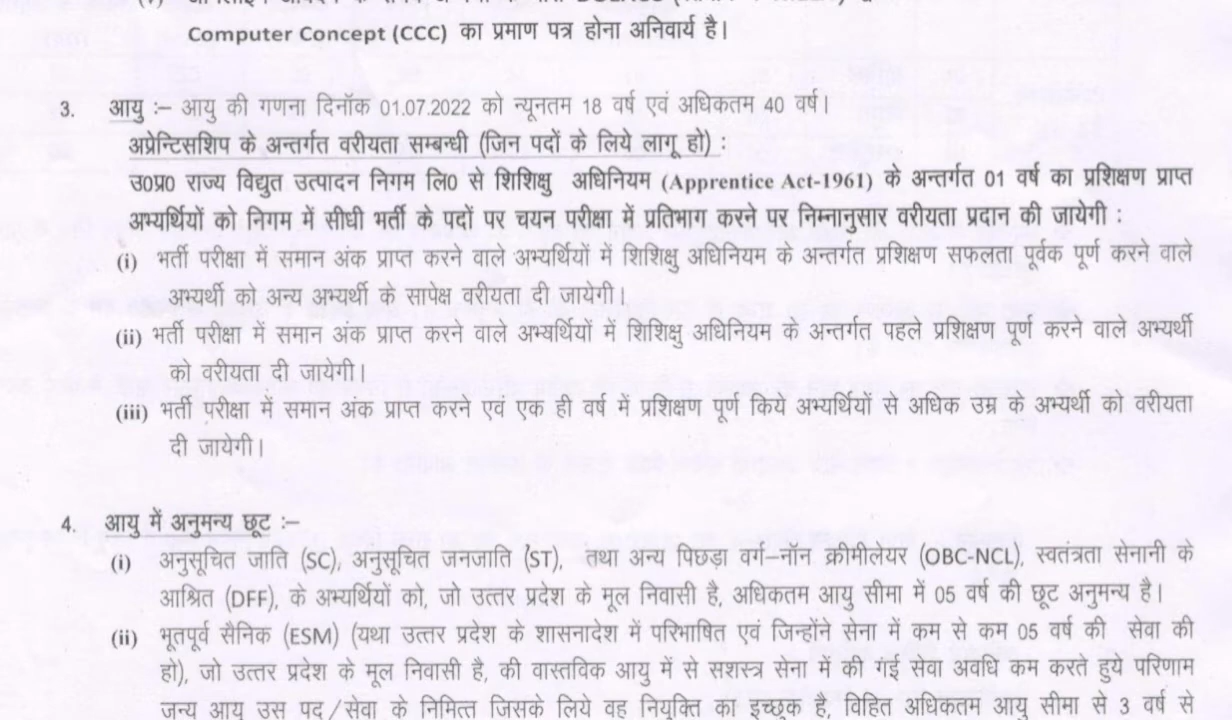 Computer Concept (CCC) का प्रमाण पत्र होना अनिवार्य है।
3. आयु :– आयु की गणना दिनॉक 01.07.2022 को न्यूनतम 18 वर्ष एवं अधिकतम 40 वर्ष।
अप्रेन्टिसशिप के अन्तर्गत वरीयता सम्बन्धी (जिन पदों के लिये लागू हो) :
उ0प्र0 राज्य विद्युत उत्पादन निगम लि0 से शिशिक्षु अधिनियम (Apprentice Act-1961) के अन्तर्गत 01 वर्ष का प्रशिक्षण प्राप्त
अभ्यर्थियों को निगम में सीधी भर्ती के पदों पर चयन परीक्षा में प्रतिभाग करने पर निम्नानुसार वरीयता प्रदान की जायेगी :
(i) भर्ती परीक्षा में समान अंक प्राप्त करने वाले अभ्यर्थियों में शिशिक्षु अधिनियम के अन्तर्गत प्रशिक्षण सफलता पूर्वक पूर्ण करने वाले
अभ्यर्थी को अन्य अभ्यर्थी के सापेक्ष वरीयता दी जायेगी।
(ii) भर्ती परीक्षा में समान अंक प्राप्त करने वाले अभ्यर्थियों में शिशिक्षु अधिनियम के अन्तर्गत पहले प्रशिक्षण पूर्ण करने वाले अभ्यर्थी
को वरीयता दी जायेगी।
(iii) भर्ती परीक्षा में समान अंक प्राप्त करने एवं एक ही वर्ष में प्रशिक्षण पूर्ण किये अभ्यर्थियों से अधिक उम्र के अभ्यर्थी को वरीयता
दी जायेगी।
4. आयु में अनुमन्य छूट :–
(i) अनुसूचित जाति (SC), अनुसूचित जनजाति (ST), तथा अन्य पिछड़ा वर्ग–नॉन क्रीमीलेयर (OBC-NCL), स्वतंत्रता सेनानी के
आश्रित (DFF), के अभ्यर्थियों को, जो उत्तर प्रदेश के मूल निवासी है, अधिकतम आयु सीमा में 05 वर्ष की छूट अनुमन्य है।
(ii) भूतपूर्व सैनिक (ESM) (यथा उत्तर प्रदेश के शासनादेश में परिभाषित एवं जिन्होंने सेना में कम से कम 05 वर्ष की सेवा की
हो), जो उत्तर प्रदेश के मूल निवासी है, की वास्तविक आयु में से सशस्त्र सेना में की गई सेवा अवधि कम करते हुये परिणाम
जन्य आयु उस पद/सेवा के निमित्त जिसके लिये वह नियुक्ति का इच्छुक है, विहित अधिकतम आयु सीमा से 3 वर्ष से